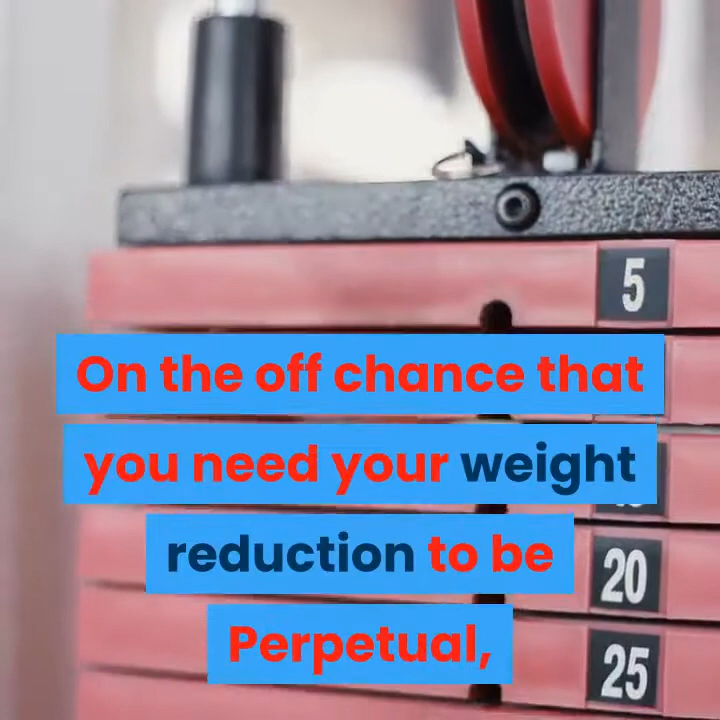 5
On the off chance that
you need your weight
reduction to be
20
Perpetual,
25